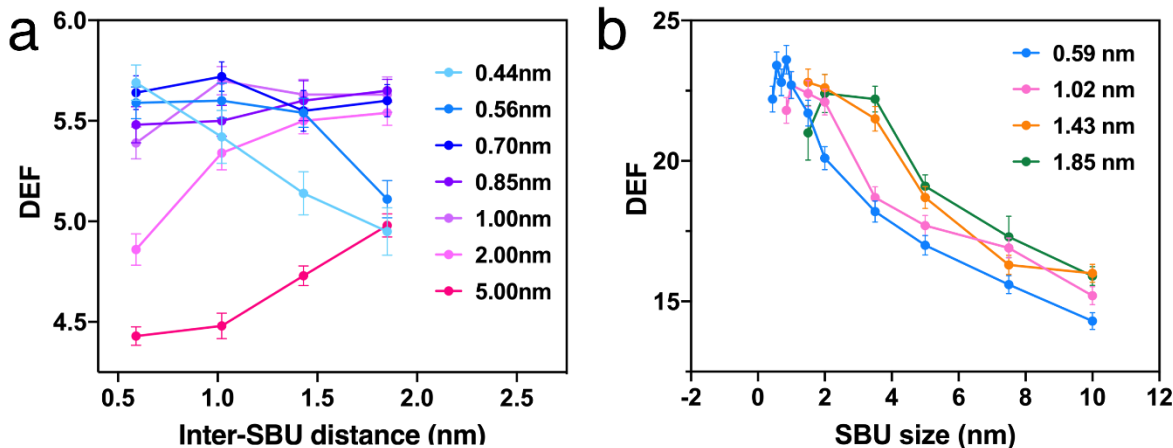 a
DEF
6.0
5.5
5.0
4.5
0.5
1.0
1.5
2.0
2.5
Inter-SBU distance (nm)
0.44nm
0.56nm
0.70nm
0.85nm
1.00nm
2.00nm
5.00nm
b
DEF
25
20
15
-2
0
2
4
6
8
10
12
SBU size (nm)
0.59 nm
1.02 nm
1.43 nm
1.85 nm